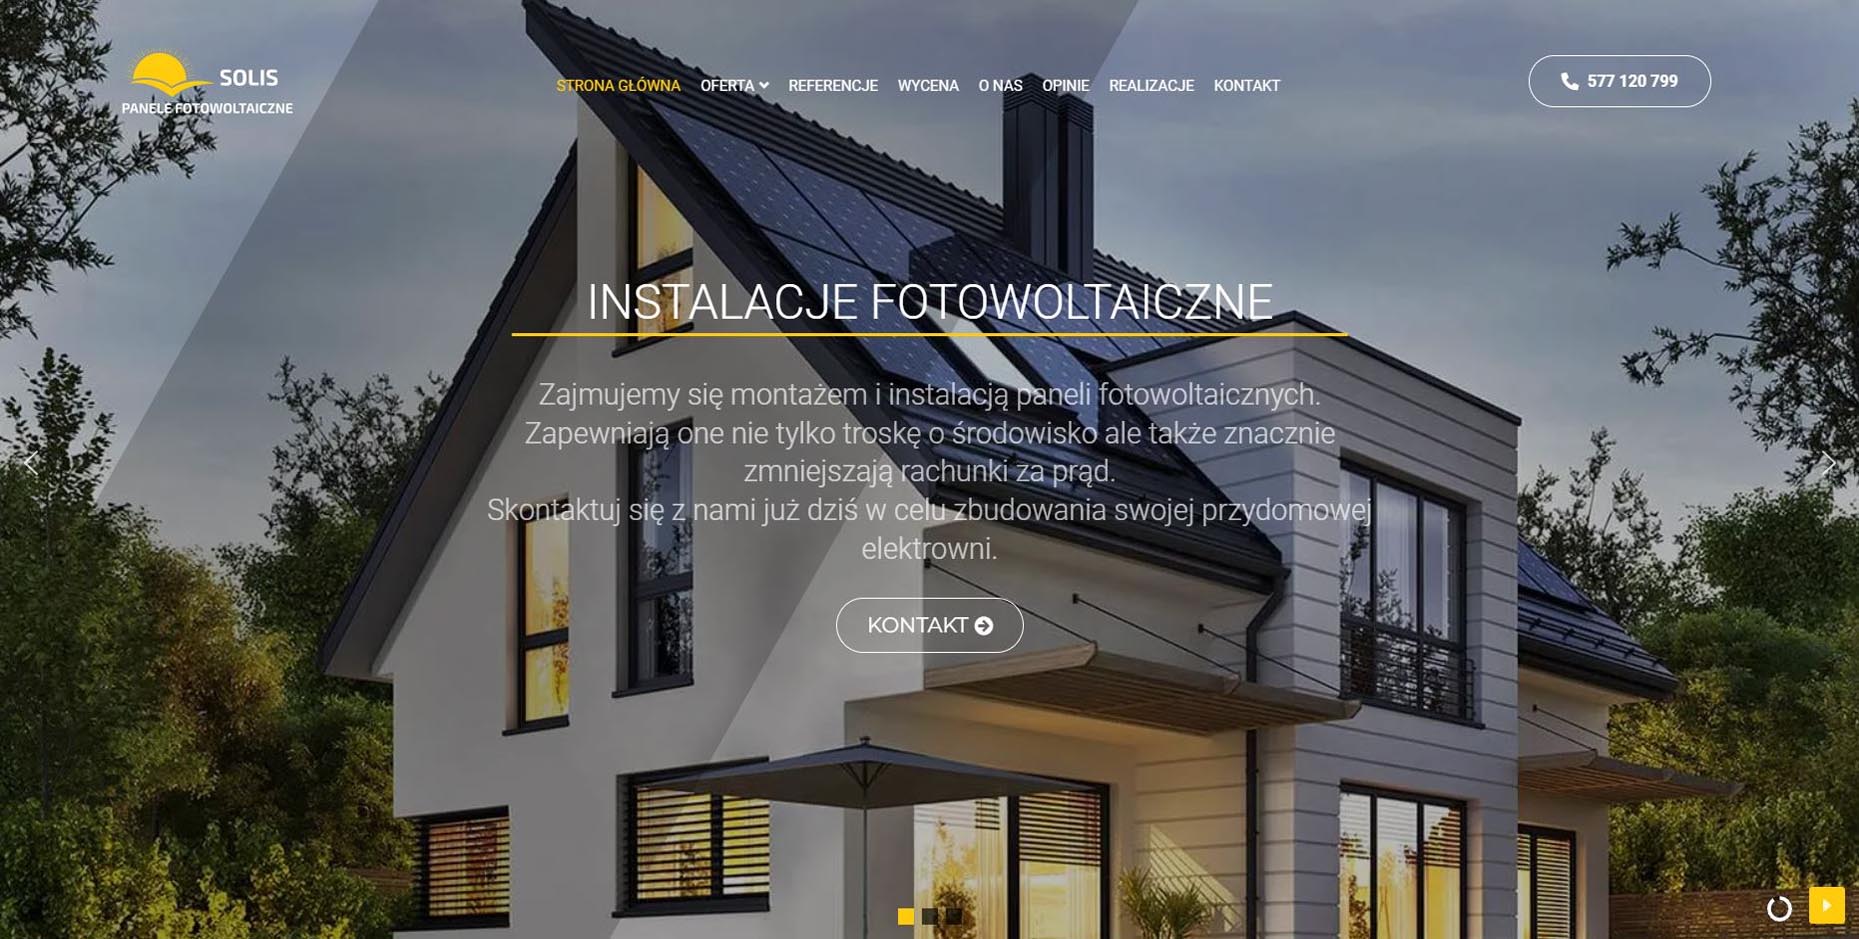 SOLIS
PANELE FOTOWOLTAICZNE
STRONA GŁÓWNA OFERTA REFERENCJE WYCENA O NAS OPINIE REALIZACJE KONTAKT
577 120 799
INSTALACJE FOTOWOLTAICZNE
Zajmujemy się montażem i instalacją paneli fotowoltaicznych.
Zapewniają one nie tylko troskę o środowisko ale także znacznie
zmniejszają rachunki za prąd.
Skontaktuj się z nami już dziś w celu zbudowania swojej przydomowej
elektrowni.
KONTAKT